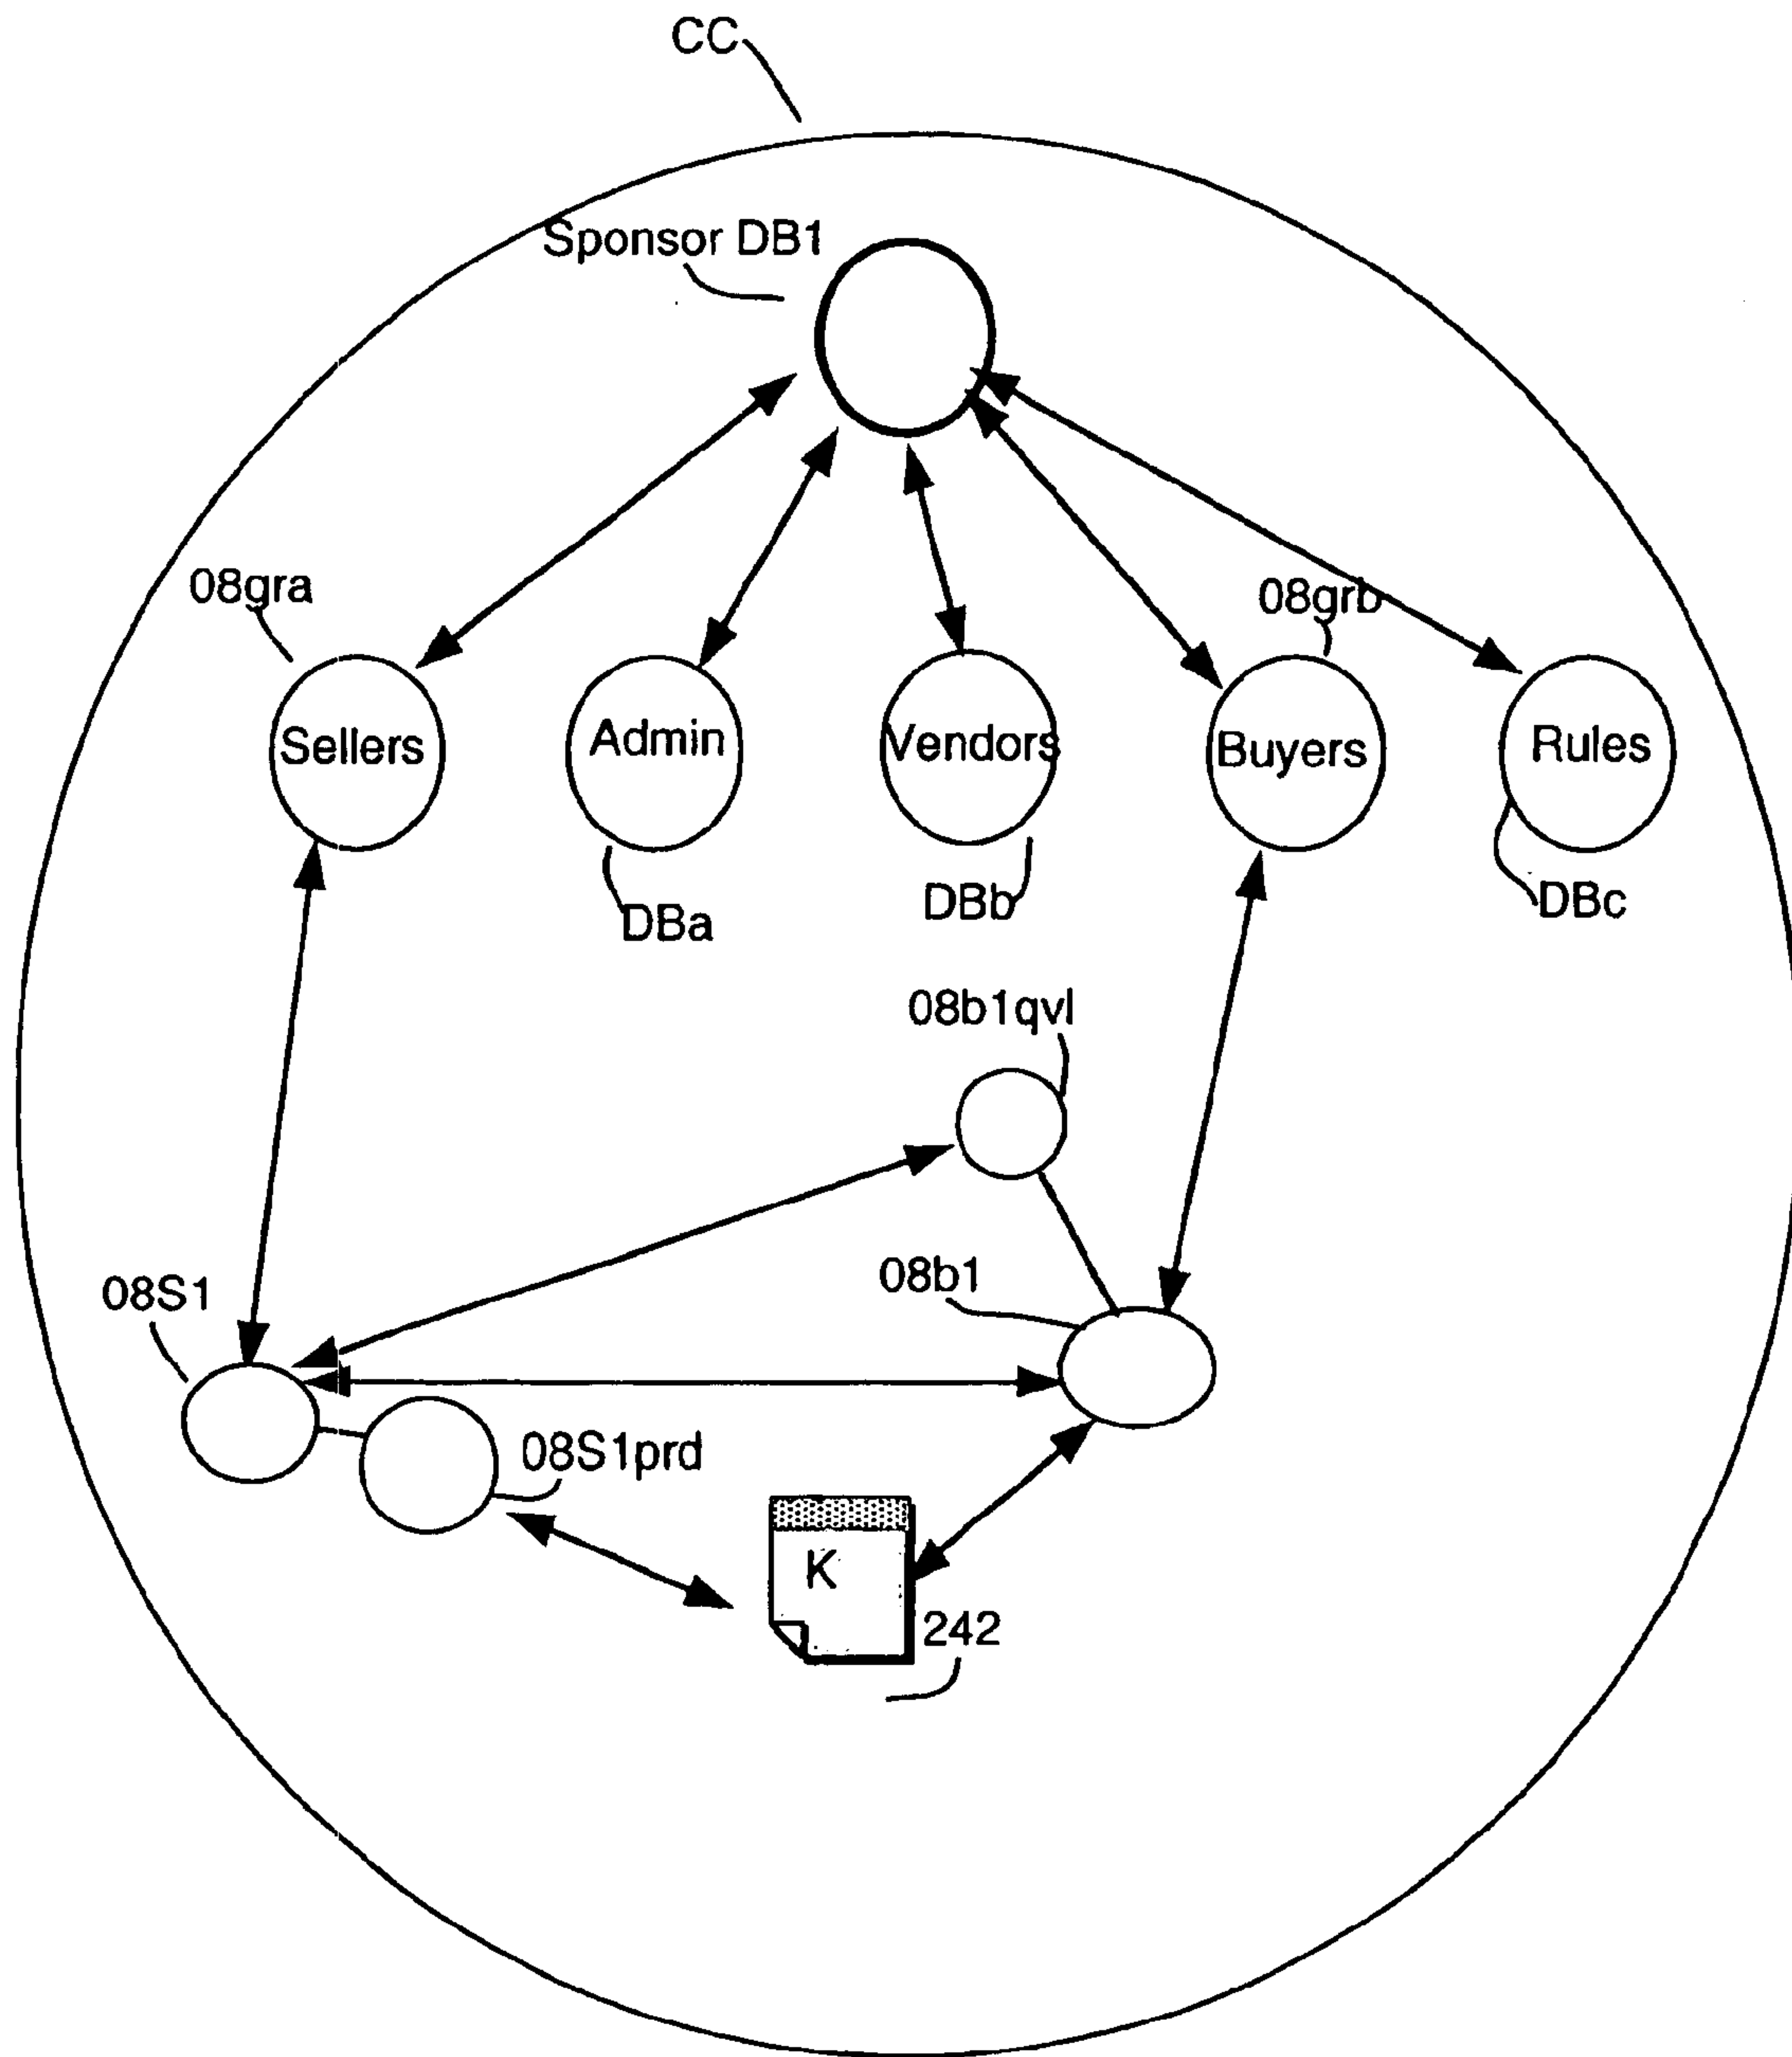 CC
Sponsor DB1
08gra
08grb
Sellers
Admin
Vendors
Buyers
Rules
DBa
DBb
DBc
08b1qvl
08b1
08S1
08S1prd
K
242